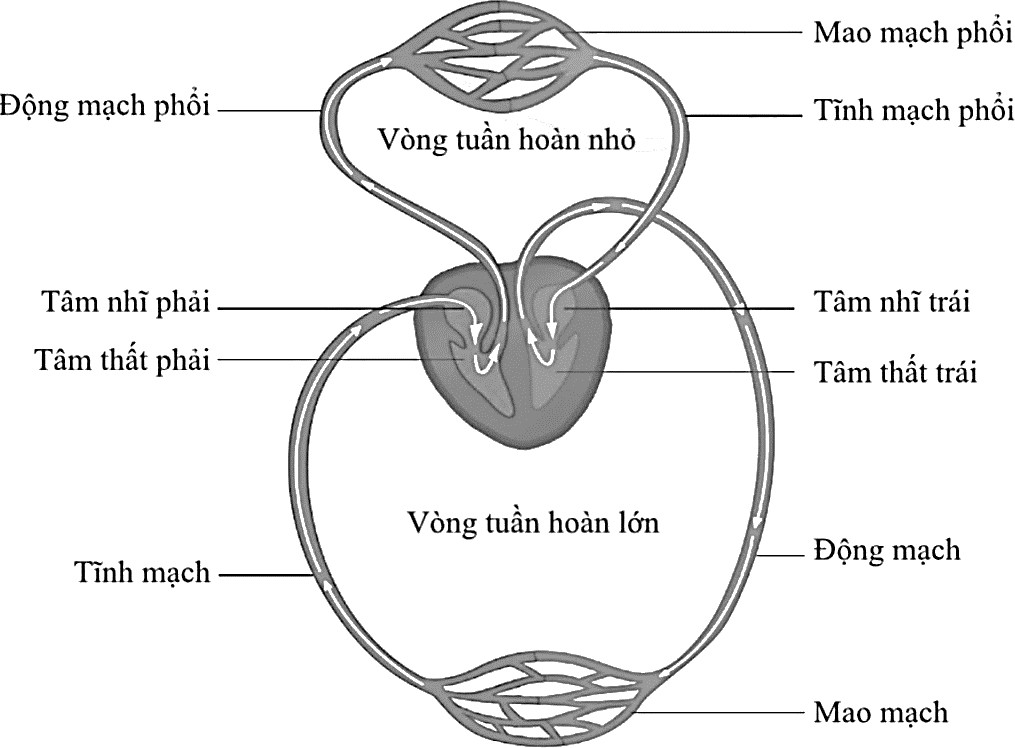 Mao mạch phổi
Động mạch phổi
Tĩnh mạch phổi
Vòng tuần hoàn nhỏ
Tâm nhĩ phải
Tâm nhĩ trái
Tâm thất phải
Tâm thất trái
Vòng tuần hoàn lớn
Động mạch
Tĩnh mạch
Mao mạch